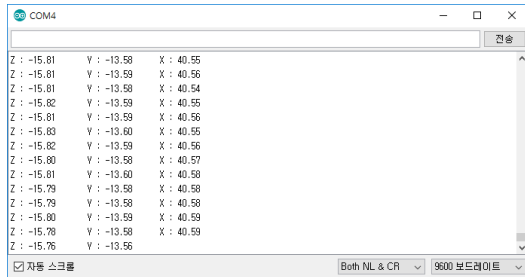 COM4
전송
Z : -15.81 Y : -13.58 X : 40.55
Z : -15.81 Y : -13.59 X : 40.56
Z : -15.81 Y : -13.58 X : 40.54
Z : -15.82 Y : -13.59 X : 40.55
Z : -15.81 Y : -13.59 X : 40.56
Z : -15.83 Y : -13.60 X : 40.55
Z : -15.82 Y : -13.59 X : 40.56
Z : -15.80 Y : -13.58 X : 40.57
Z : -15.81 Y : -13.60 X : 40.58
Z : -15.79 Y : -13.58 X : 40.58
Z : -15.79 Y : -13.58 X : 40.58
Z : -15.80 Y : -13.59 X : 40.59
Z : -15.78 Y : -13.58 X : 40.59
Z : -15.76 Y : -13.56
자동 스크롤 Both NL & CR 9600 보드레이트